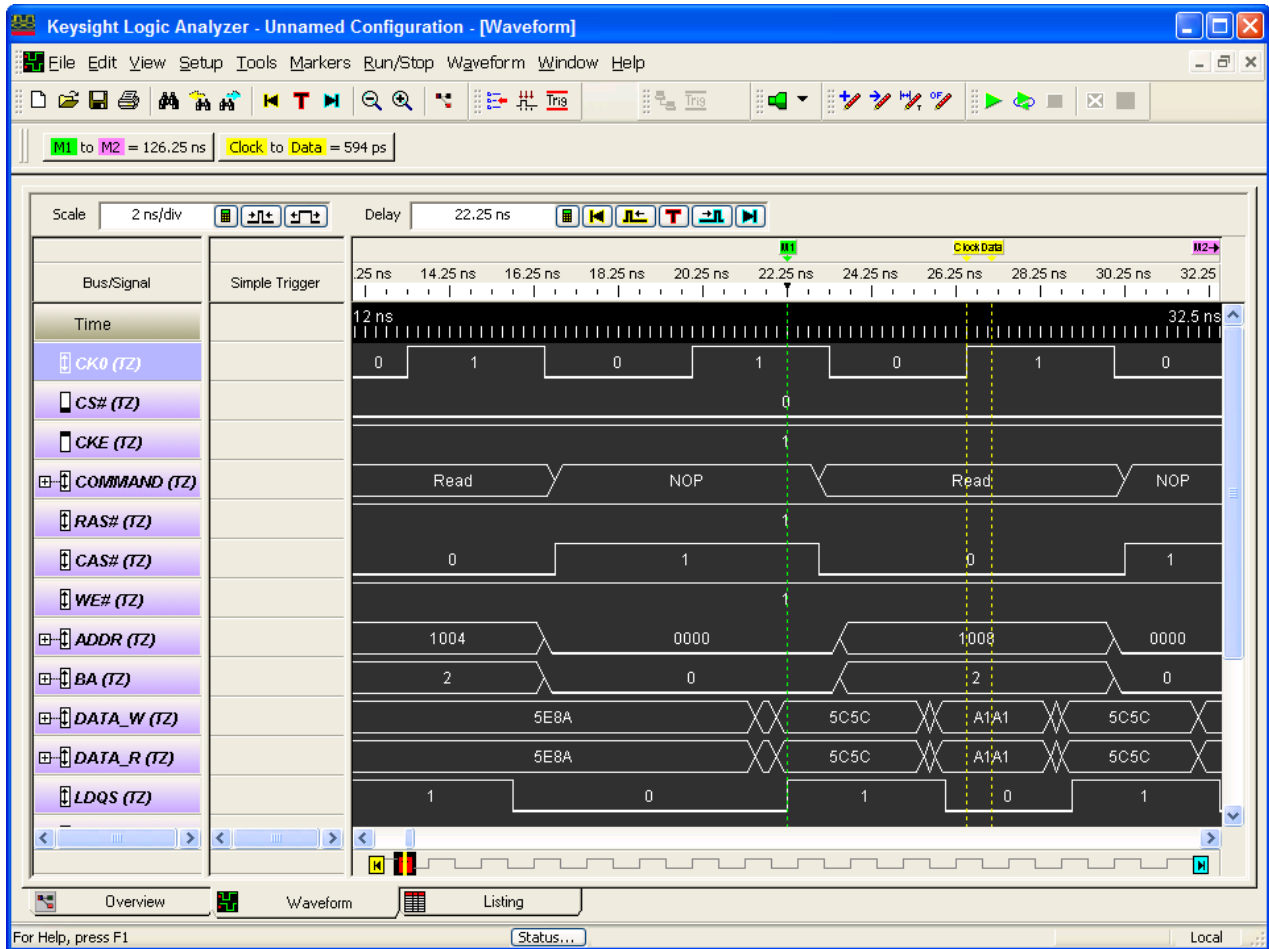 Keysight Logic Analyzer - Unnamed Configuration - [Waveform]
File Edit View Setup Tools Markers Run/Stop Waveform Window Help
Trig Trig OF
M1 to M2 = 126.25 ns Clock to Data = 594 ps
Scale 2 ns/div Delay 22.25 ns T
M1 Clock Data M2
Bus/Signal Simple Trigger .25 ns 14.25 ns 16.25 ns 18.25 ns 20.25 ns 22.25 ns 24.25 ns 26.25 ns 28.25 ns 30.25 ns 32.25
Time 12 ns 32.5 ns
CK0 (TZ) 0 1 0 1 0 1 0
CS# (TZ) 0
CKE (TZ) 1
COMMAND (TZ) Read NOP Read NOP
RAS# (TZ) 1
CAS# (TZ) 0 1 0 1
WE# (TZ) 1
ADDR (TZ) 1004 0000 1008 0000
BA (TZ) 2 0 2 0
DATA_W (TZ) 5E8A 5C5C A1A1 5C5C
DATA_R (TZ) 5E8A 5C5C A1A1 5C5C
LDQS (TZ) 1 0 1 0 1
Overview Waveform Listing
For Help, press F1 Status... Local